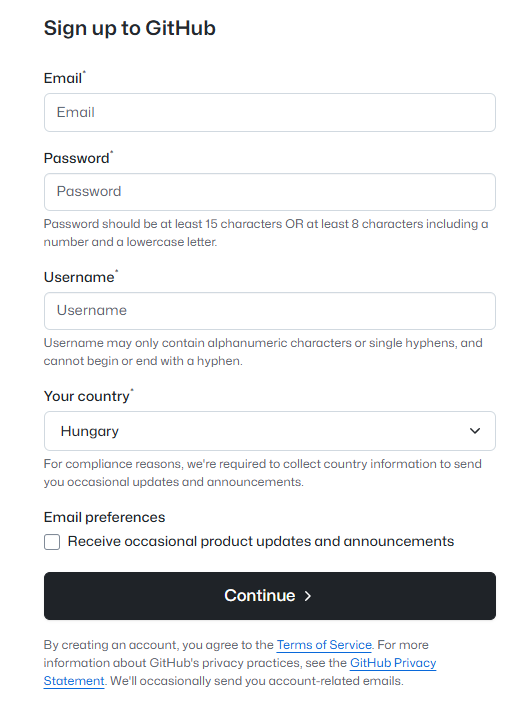 Sign up to GitHub
Email*
Email
Password*
Password
Password should be at least 15 characters OR at least 8 characters including a
number and a lowercase letter.
Username*
Username
Username may only contain alphanumeric characters or single hyphens, and
cannot begin or end with a hyphen.
Your country*
Hungary
For compliance reasons, we're required to collect country information to send
you occasional updates and announcements.
Email preferences
Receive occasional product updates and announcements
Continue
By creating an account, you agree to the Terms of Service. For more
information about GitHub's privacy practices, see the GitHub Privacy
Statement. We'll occasionally send you account-related emails.